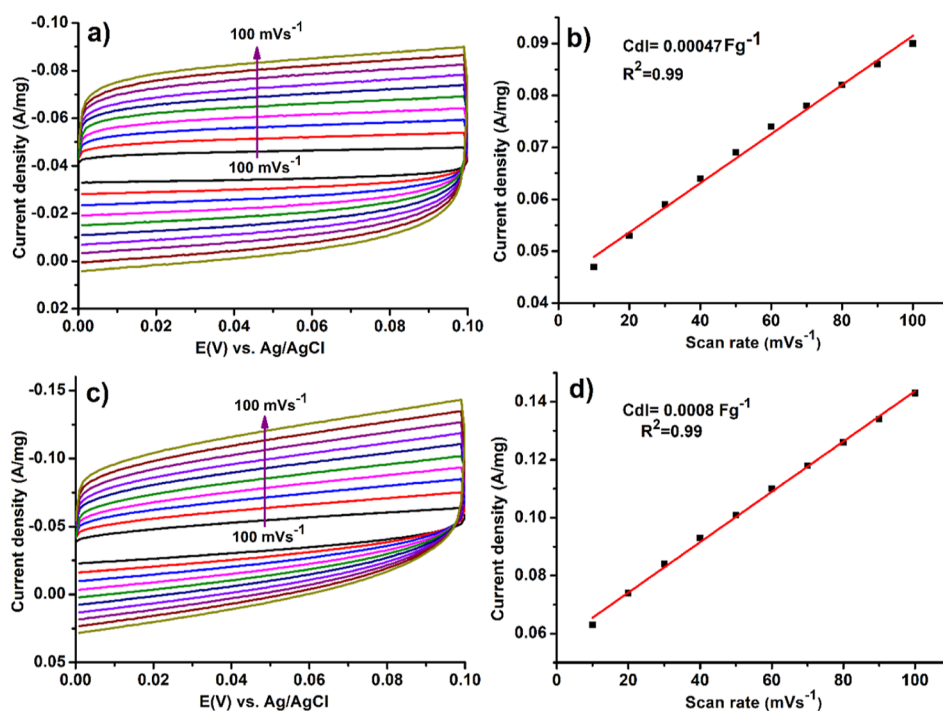 a)
100 mVs⁻¹
100 mVs⁻¹
-0.10
-0.08
-0.06
-0.04
-0.02
0.00
0.02
Current density (A/mg)
0.00 0.02 0.04 0.06 0.08 0.10
E(V) vs. Ag/AgCl
b)
Cdl= 0.00047 Fg⁻¹
R²=0.99
0.09
0.08
0.07
0.06
0.05
0.04
Current density (A/mg)
0 20 40 60 80 100
Scan rate (mVs⁻¹)
c)
100 mVs⁻¹
100 mVs⁻¹
-0.15
-0.10
-0.05
0.00
0.05
Current density (A/mg)
0.00 0.02 0.04 0.06 0.08 0.10
E(V) vs. Ag/AgCl
d)
Cdl= 0.0008 Fg⁻¹
R²=0.99
0.14
0.12
0.10
0.08
0.06
Current density (A/mg)
0 20 40 60 80 100
Scan rate (mVs⁻¹)